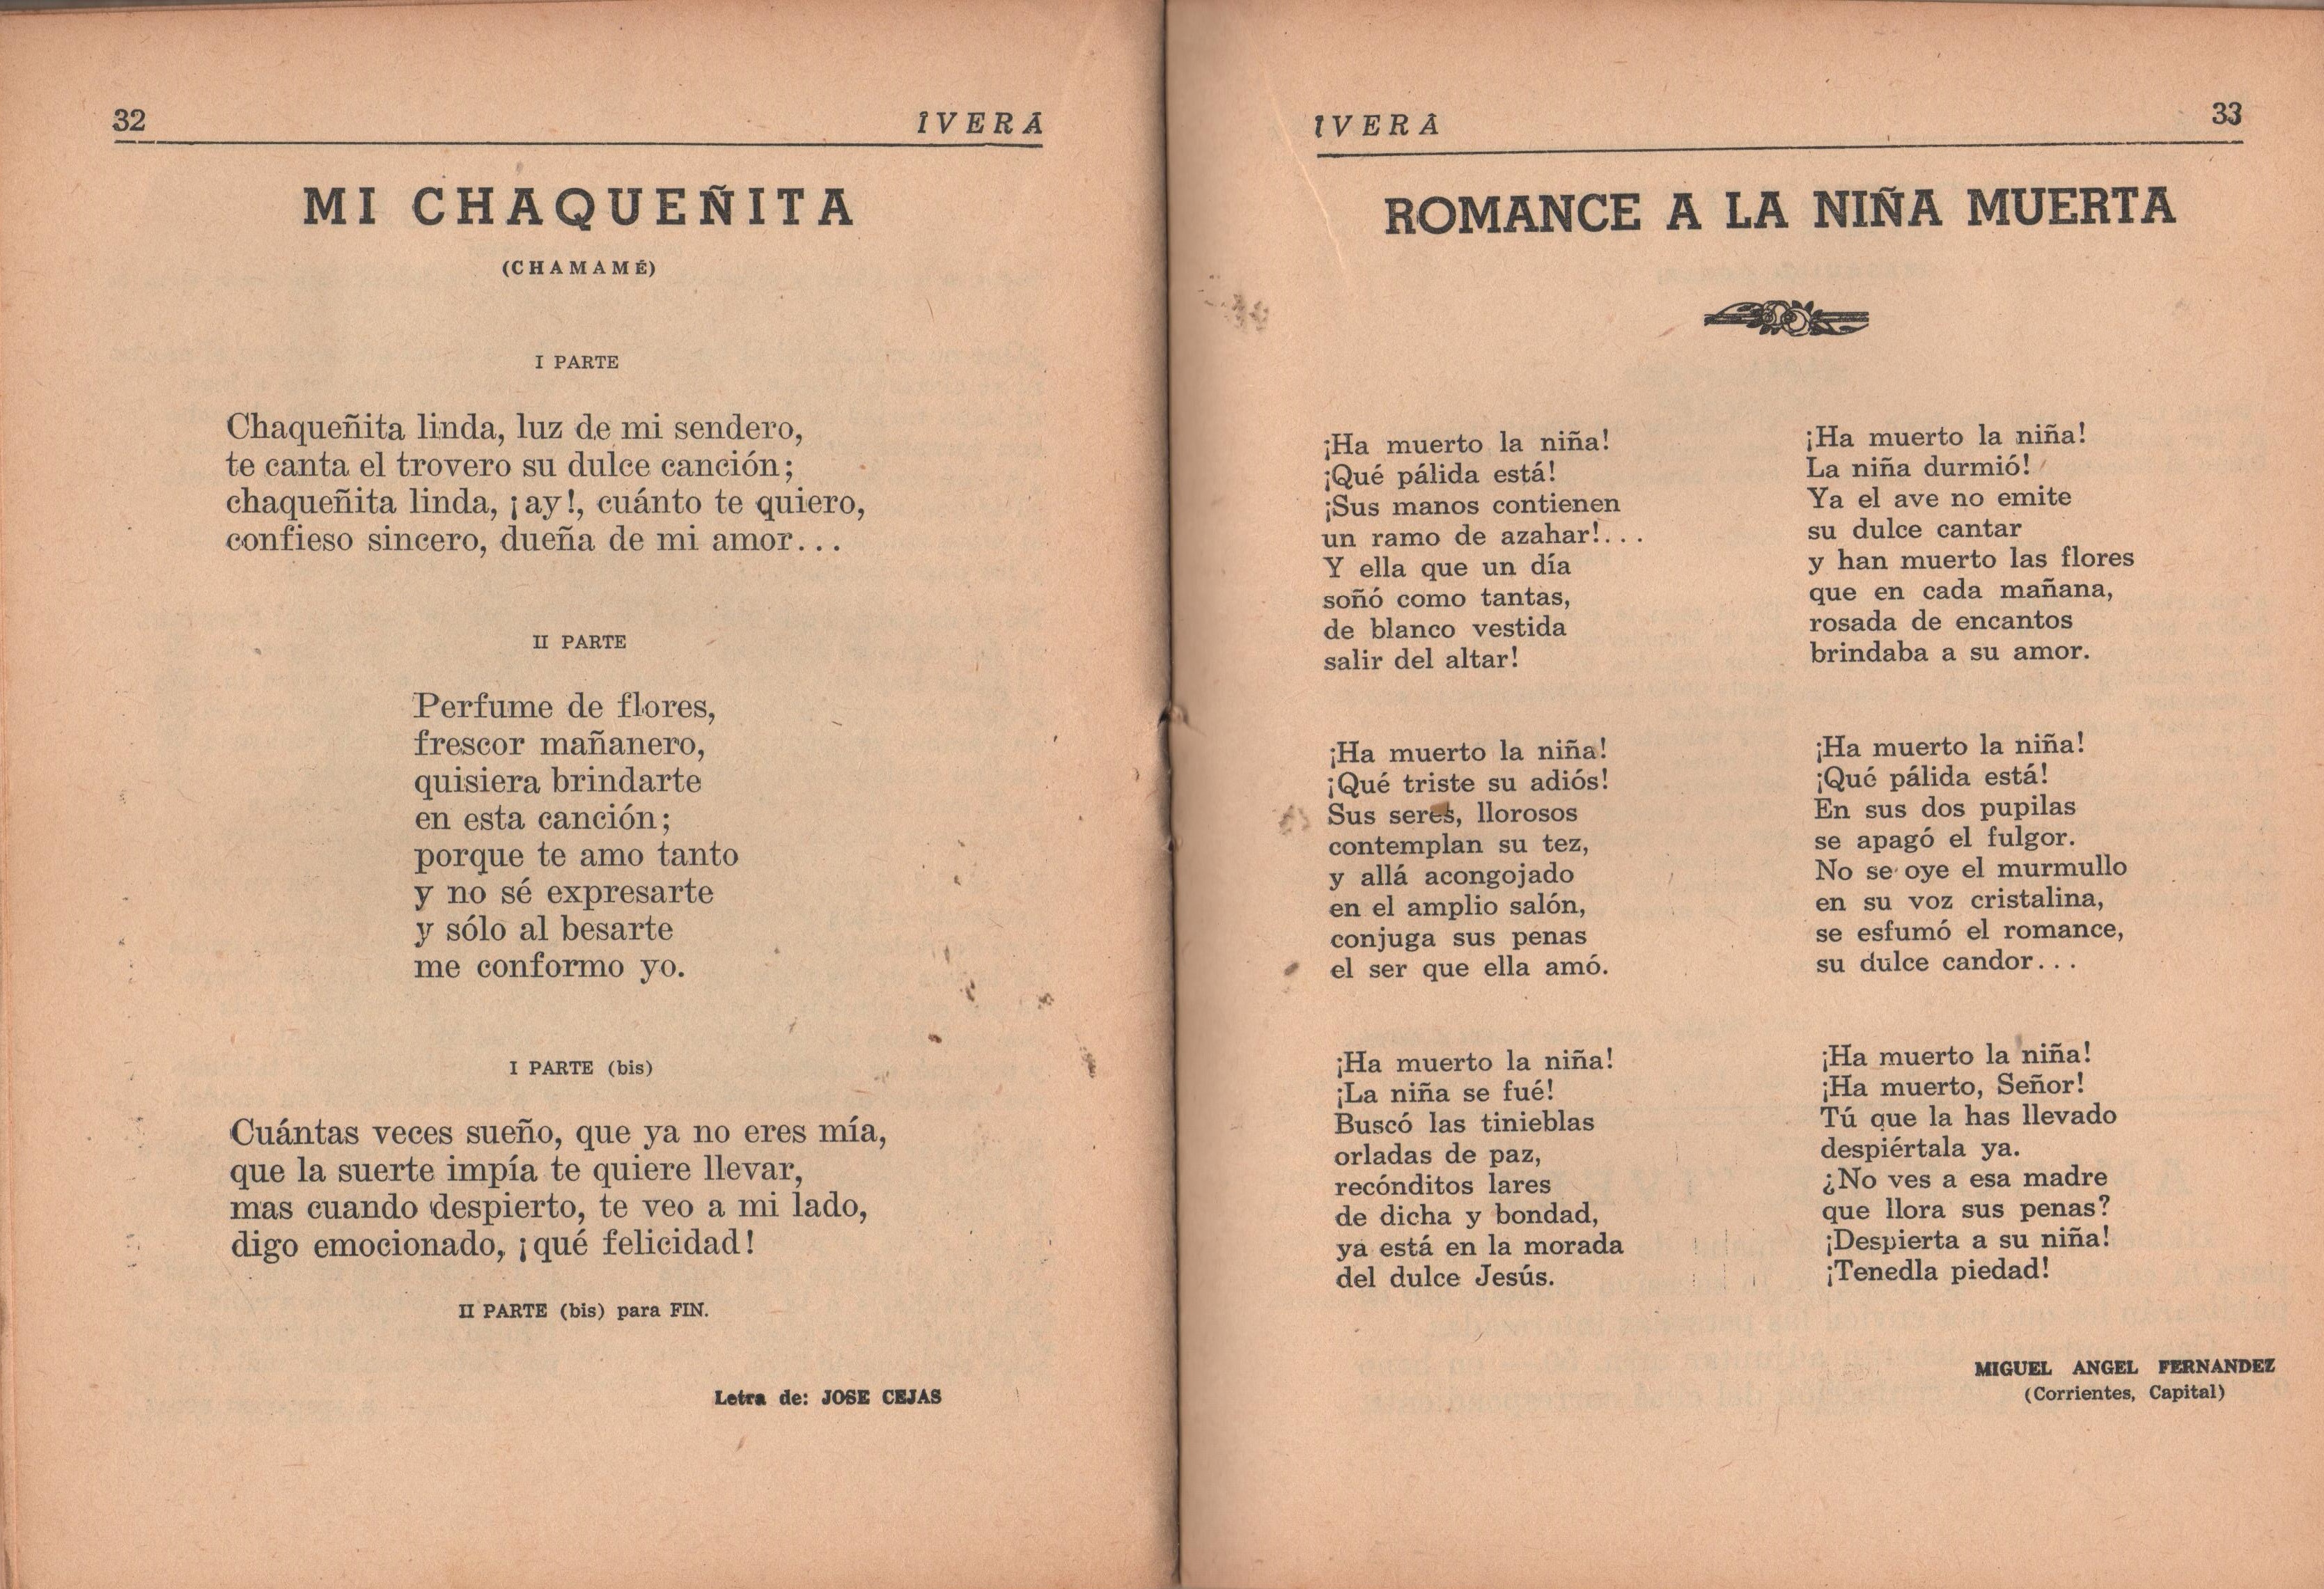 32
ÎVERÂ
MI CHAQUEÑITA
(CHAMAMÉ)
I PARTE
Chaqueñita linda, luz de mi sendero,
te canta el trovero su dulce canción;
chaqueñita linda, ¡ay!, cuánto te quiero,
confieso sincero, dueña de mi amor...
II PARTE
Perfume de flores,
frescor mañanero,
quisiera brindarte
en esta canción;
porque te amo tanto
y no sé expresarte
y sólo al besarte
me conformo yo.
I PARTE (bis)
Cuántas veces sueño, que ya no eres mía,
que la suerte impía te quiere llevar,
mas cuando despierto, te veo a mi lado,
digo emocionado, ¡qué felicidad!
II PARTE (bis) para FIN.
Letra de: JOSE CEJAS
ÎVERÂ
33
ROMANCE A LA NIÑA MUERTA
¡Ha muerto la niña!
¡Qué pálida está!
¡Sus manos contienen
un ramo de azahar!...
Y ella que un día
soñó como tantas,
de blanco vestida
salir del altar!
¡Ha muerto la niña!
¡Qué triste su adiós!
Sus seres, llorosos
contemplan su tez,
y allá acongojado
en el amplio salón,
conjuga sus penas
el ser que ella amó.
¡Ha muerto la niña!
¡La niña se fué!
Buscó las tinieblas
orladas de paz,
recónditos lares
de dicha y bondad,
ya está en la morada
del dulce Jesús.
¡Ha muerto la niña!
La niña durmió!
Ya el ave no emite
su dulce cantar
y han muerto las flores
que en cada mañana,
rosada de encantos
brindaba a su amor.
¡Ha muerto la niña!
¡Qué pálida está!
En sus dos pupilas
se apagó el fulgor.
No se oye el murmullo
en su voz cristalina,
se esfumó el romance,
su dulce candor...
¡Ha muerto la niña!
¡Ha muerto, Señor!
Tú que la has llevado
despiértala ya.
¿No ves a esa madre
que llora sus penas?
¡Despierta a su niña!
¡Tenedla piedad!
MIGUEL ANGEL FERNANDEZ
(Corrientes, Capital)